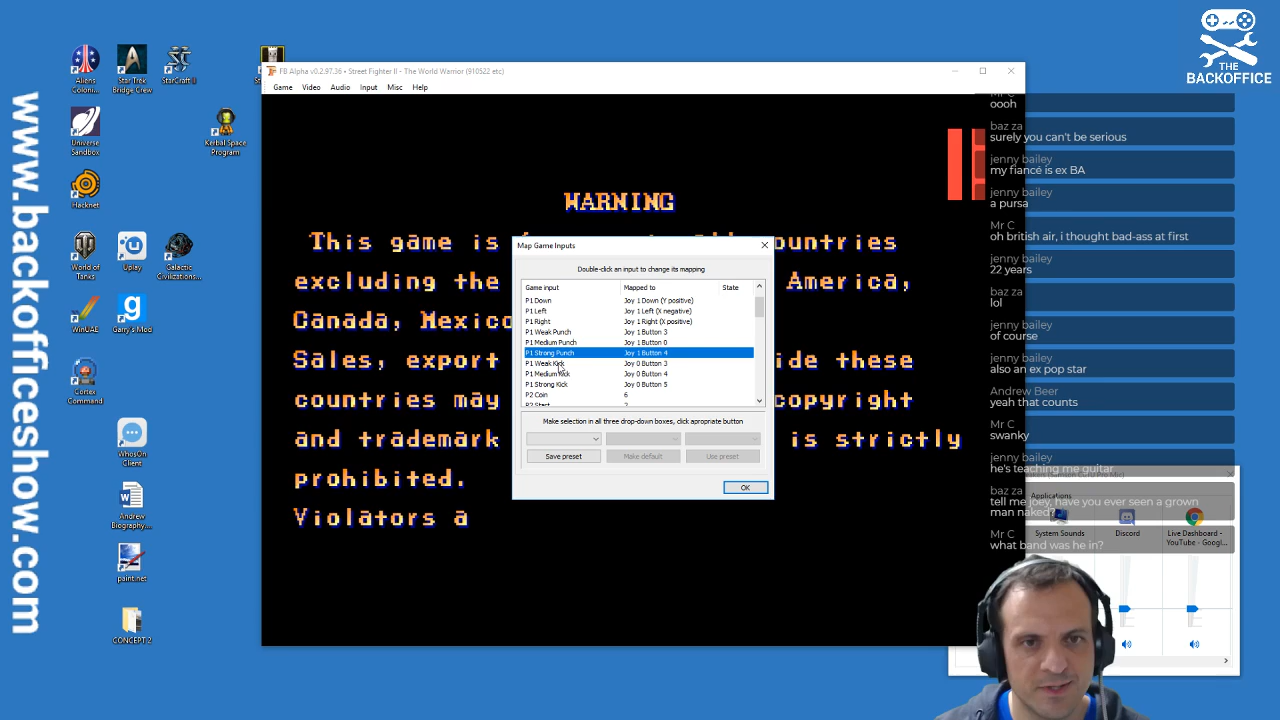 www.backofficeshow.com
Aliens Coloni...
Star Trek Bridge Crew
StarCraft II
Universe Sandbox
Kerbal Space Program
Hacknet
World of Tanks
Uplay
Galactic Civilizations...
WinUAE
Garry's Mod
Cortex Command
WhosOn Client
Andrew Biography...
paint.net
CONCEPT 2
FB Alpha v0.2.97.36 • Street Fighter II - The World Warrior (910522 etc)
Game Video Audio Input Misc Help
WARNING
This game is
countries
excluding the
America,
Canada, Mexico
Sales, export
ide these
countries may
copyright
and trademark
is strictly
prohibited.
Violators a
Map Game Inputs
Double-click an input to change its mapping
Game input Mapped to State
P1 Down Joy 1 Down (Y positive)
P1 Left Joy 1 Left (X negative)
P1 Right Joy 1 Right (X positive)
P1 Weak Punch Joy 1 Button 3
P1 Medium Punch Joy 1 Button 0
P1 Strong Punch Joy 1 Button 4
P1 Weak Kick Joy 0 Button 3
P1 Medium Kick Joy 0 Button 4
P1 Strong Kick Joy 0 Button 5
P2 Coin 6
P2 Start 2
Make selection in all three drop-down boxes, click apropriate button
Save preset Make default Use preset
OK
THE
BACKOFFICE
Mr C
oooh
baz za
surely you can't be serious
jenny bailey
my fiancé is ex BA
jenny bailey
a pursa
Mr C
oh british air, i thought bad-ass at first
jenny bailey
22 years
baz za
lol
Mr C
of course
jenny bailey
also an ex pop star
Andrew Beer
yeah that counts
Mr C
swanky
jenny bailey
he's teaching me guitar
baz za
tell me joey, have you ever seen a grown
man naked?
Mr C
what band was he in?
Applications
System Sounds
Discord
Live Dashboard - YouTube - Googl...